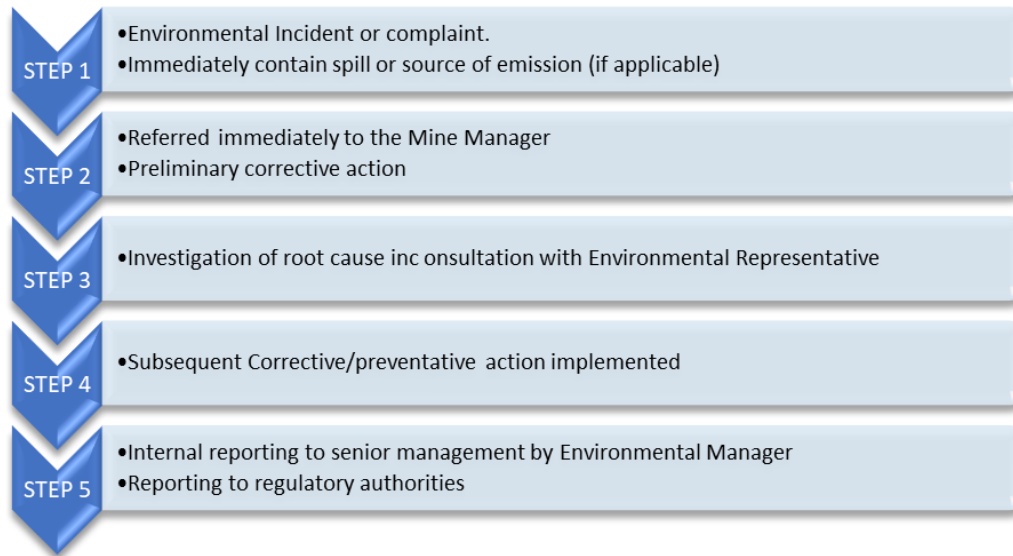 STEP 1
•Environmental Incident or complaint.
•Immediately contain spill or source of emission (if applicable)
STEP 2
•Referred immediately to the Mine Manager
•Preliminary corrective action
STEP 3
•Investigation of root cause inc onsultation with Environmental Representative
STEP 4
•Subsequent Corrective/preventative action implemented
STEP 5
•Internal reporting to senior management by Environmental Manager
•Reporting to regulatory authorities